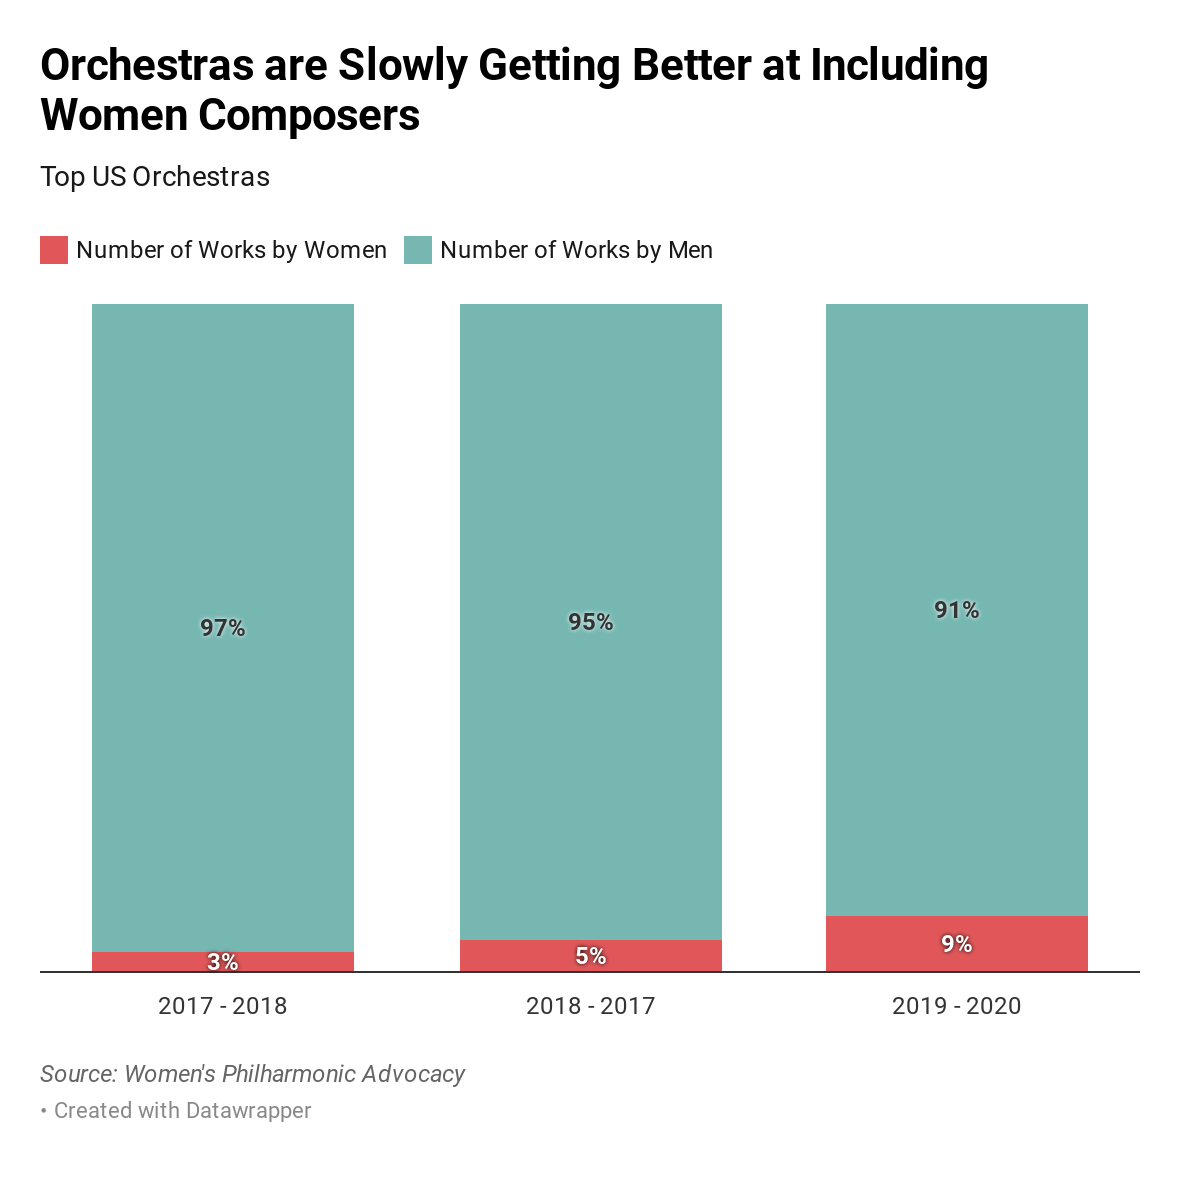 Orchestras are Slowly Getting Better at Including
Women Composers
Top US Orchestras
Number of Works by Women Number of Works by Men
97% 95% 91%
3% 5% 9%
2017 - 2018 2018 - 2017 2019 - 2020
Source: Women's Philharmonic Advocacy
• Created with Datawrapper